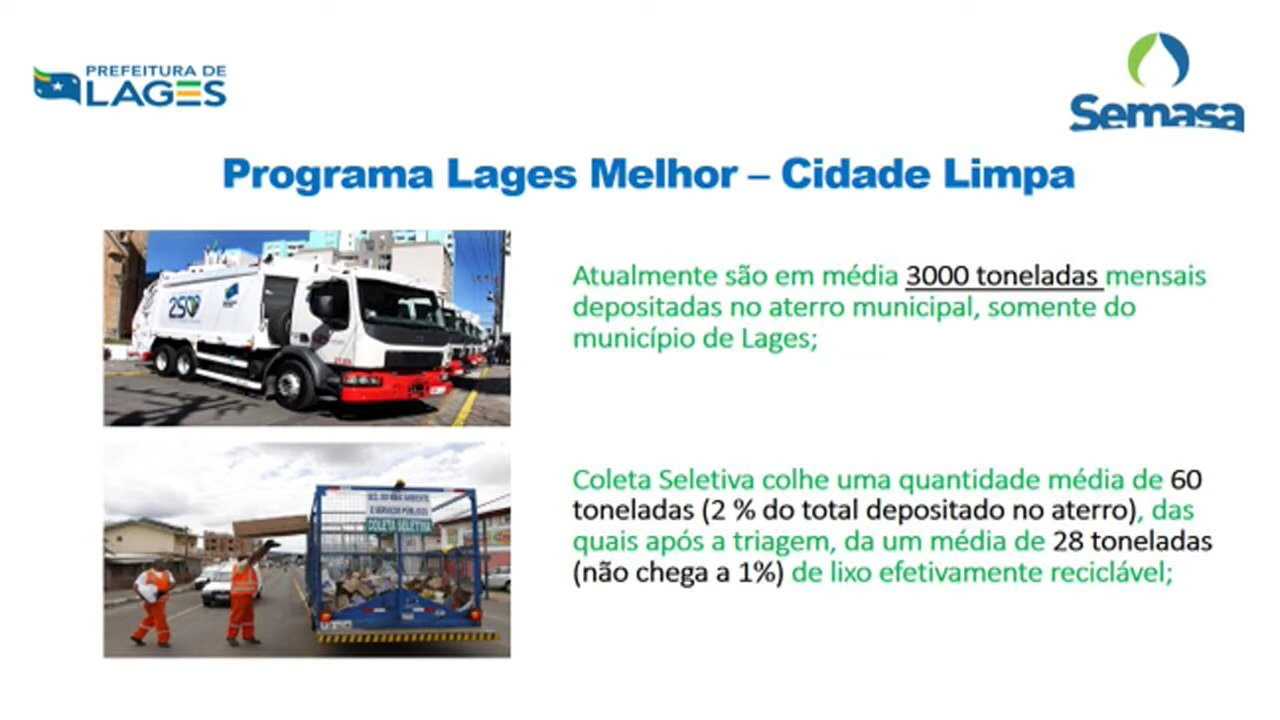 PREFEITURA DE
LAGES
Semasa
Programa Lages Melhor – Cidade Limpa
250
Atualmente são em média 3000 toneladas mensais
depositadas no aterro municipal, somente do
município de Lages;
COLETA SELETIVA
Coleta Seletiva colhe uma quantidade média de 60
toneladas (2 % do total depositado no aterro), das
quais após a triagem, da um média de 28 toneladas
(não chega a 1%) de lixo efetivamente reciclável;